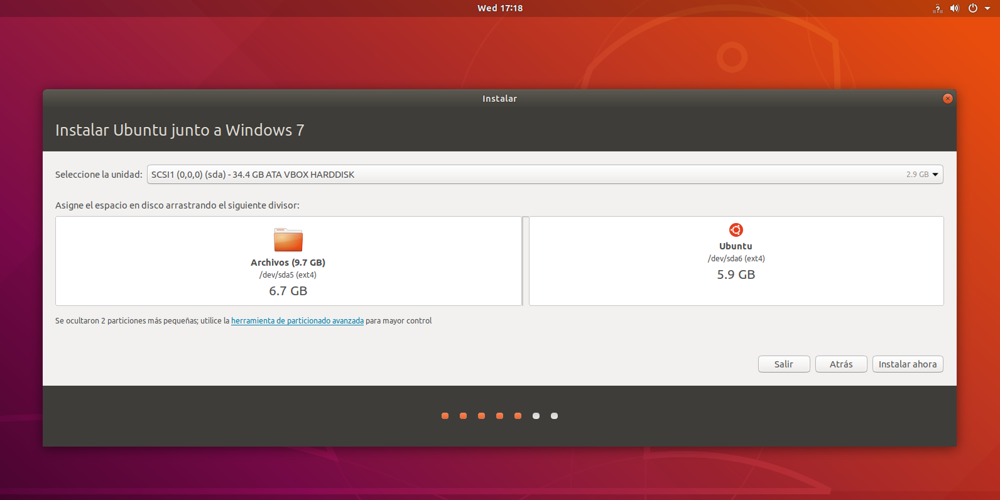 Wed 17:18
?
Instalar
Instalar Ubuntu junto a Windows 7
Seleccione la unidad: SCSI1 (0,0,0) (sda) - 34.4 GB ATA VBOX HARDDISK 2.9 GB
Asigne el espacio en disco arrastrando el siguiente divisor:
Archivos (9.7 GB)
/dev/sda5 (ext4)
6.7 GB
Ubuntu
/dev/sda6 (ext4)
5.9 GB
Se ocultaron 2 particiones más pequeñas; utilice la herramienta de particionado avanzada para mayor control
Salir Atrás Instalar ahora